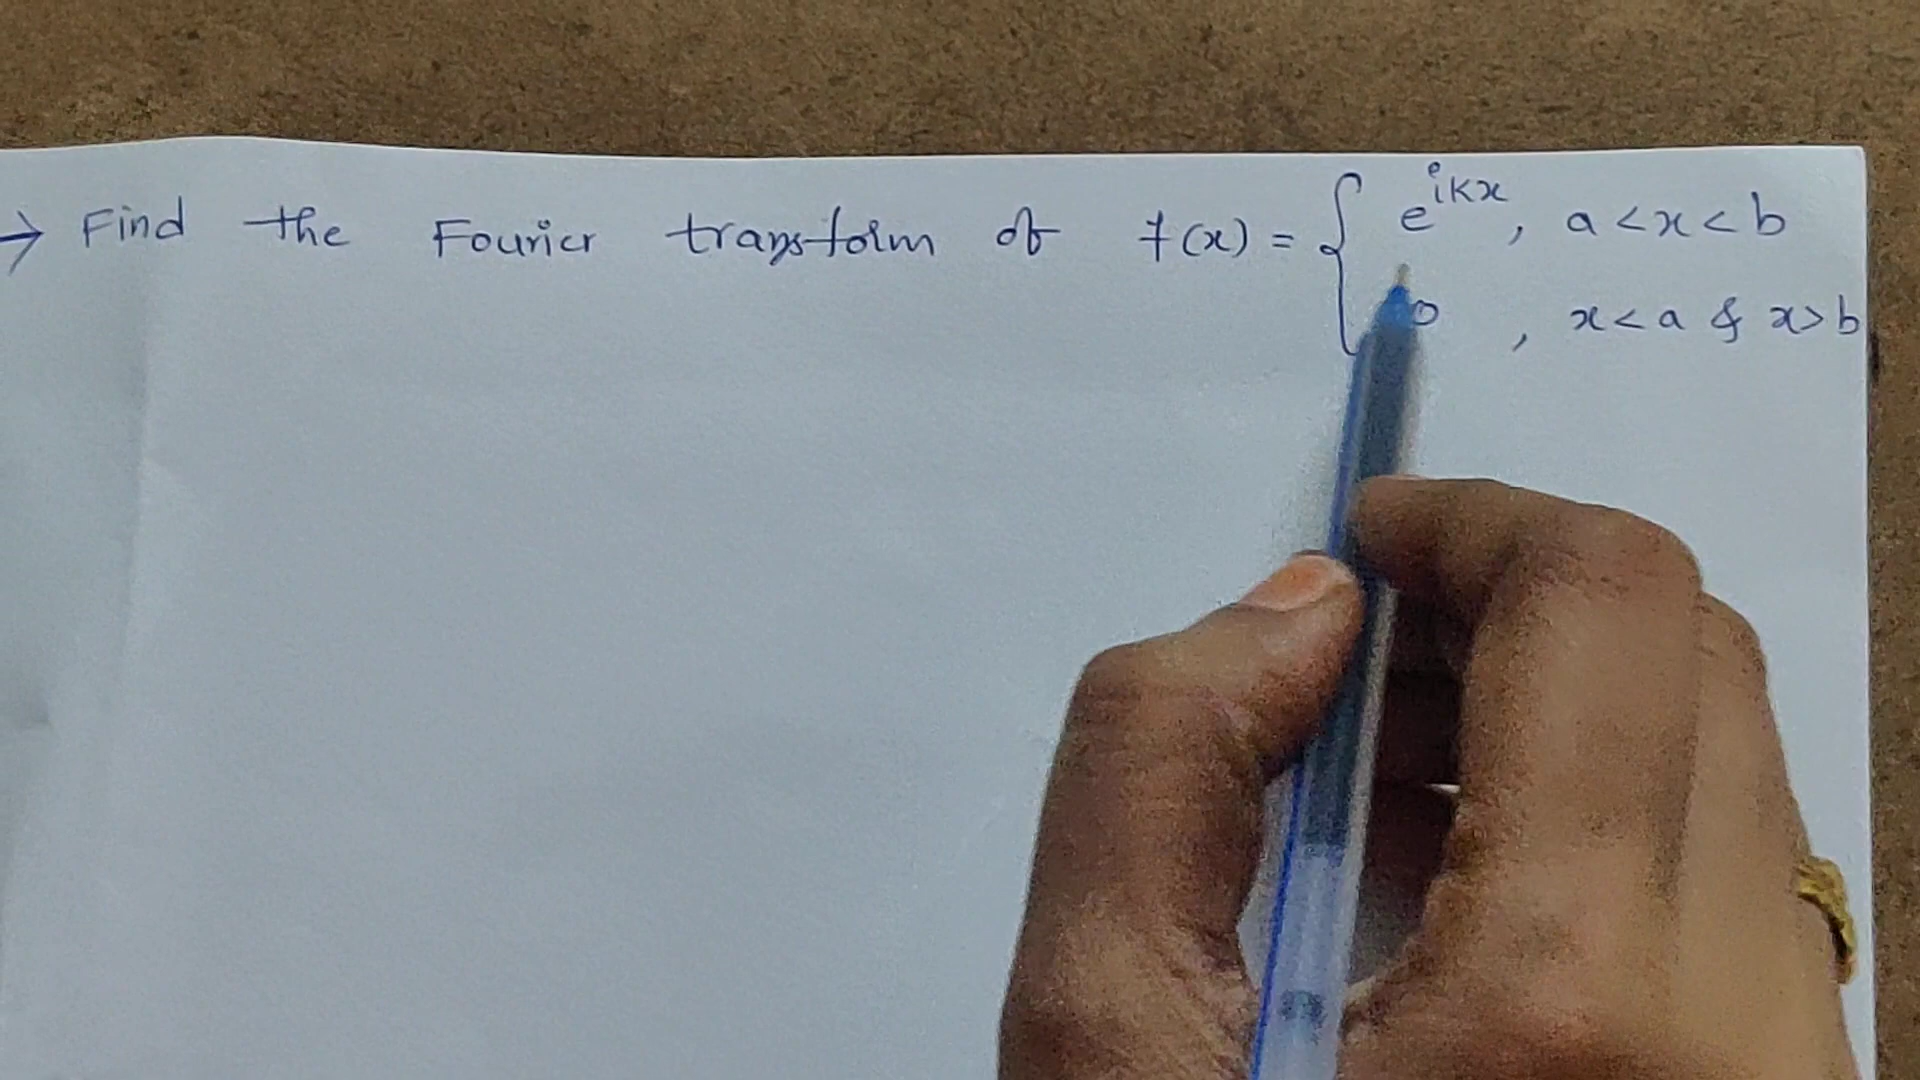 → Find the Fourier transform of f(x) = { e^{ikx}, a<x<b
0, x<a & x>b